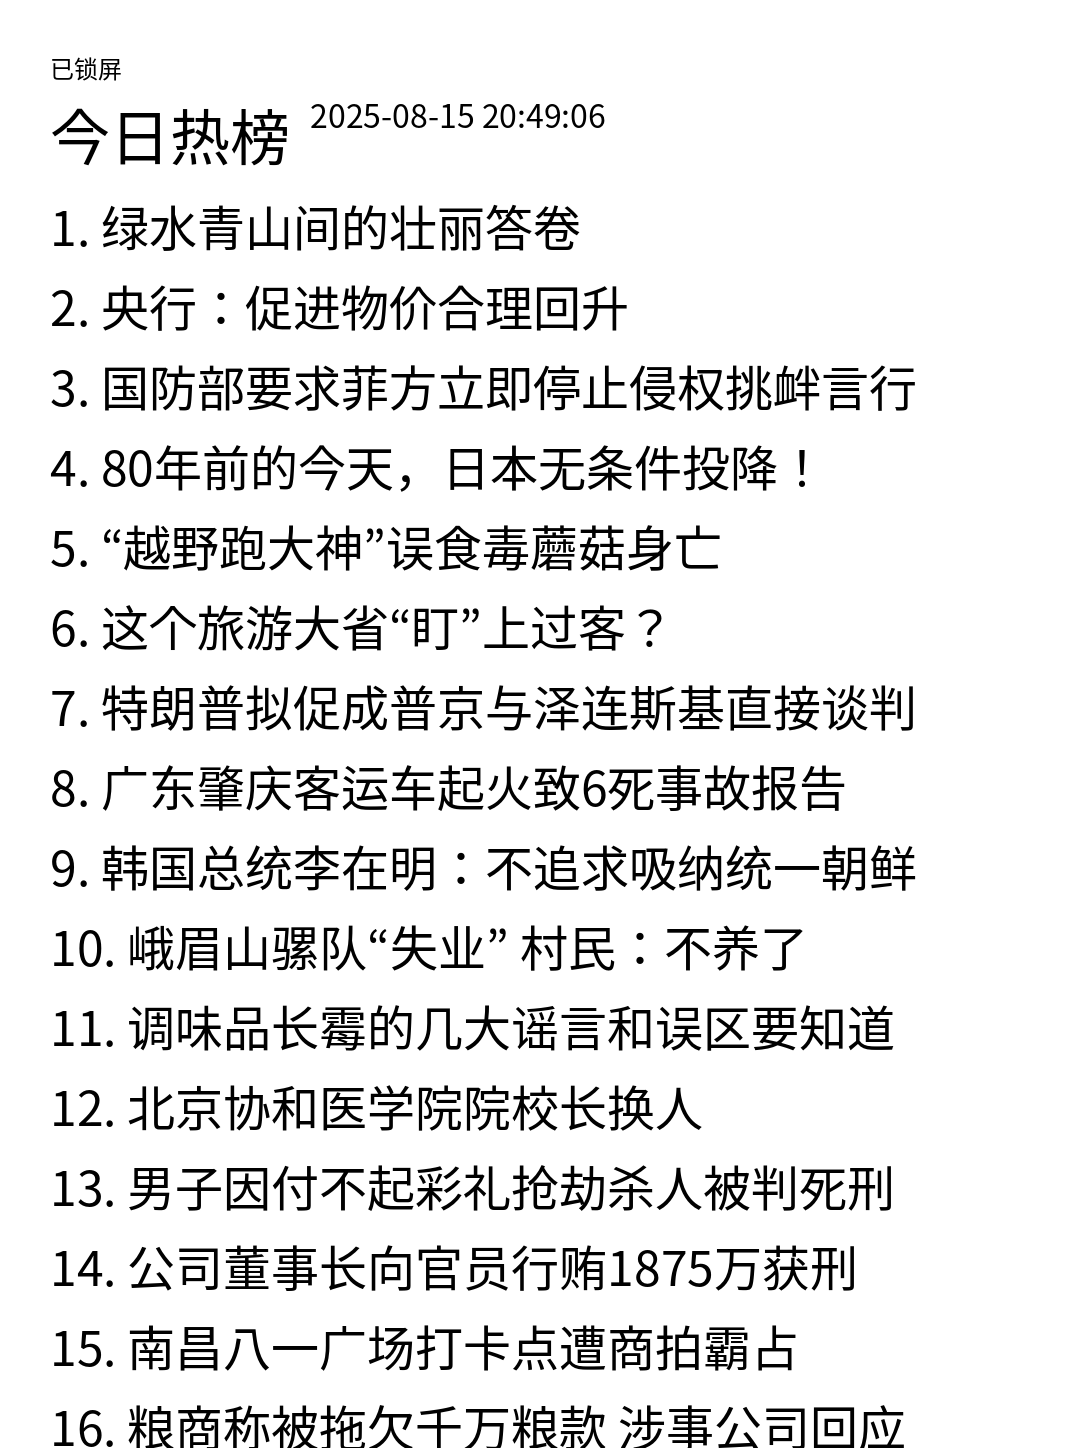 已锁屏
今日热榜 2025-08-15 20:49:06
1. 绿水青山间的壮丽答卷
2. 央行：促进物价合理回升
3. 国防部要求菲方立即停止侵权挑衅言行
4. 80年前的今天，日本无条件投降！
5. “越野跑大神”误食毒蘑菇身亡
6. 这个旅游大省“盯”上过客？
7. 特朗普拟促成普京与泽连斯基直接谈判
8. 广东肇庆客运车起火致6死事故报告
9. 韩国总统李在明：不追求吸纳统一朝鲜
10. 峨眉山骡队“失业” 村民：不养了
11. 调味品长霉的几大谣言和误区要知道
12. 北京协和医学院院校长换人
13. 男子因付不起彩礼抢劫杀人被判死刑
14. 公司董事长向官员行贿1875万获刑
15. 南昌八一广场打卡点遭商拍霸占
16. 粮商称被拖欠千万粮款 涉事公司回应